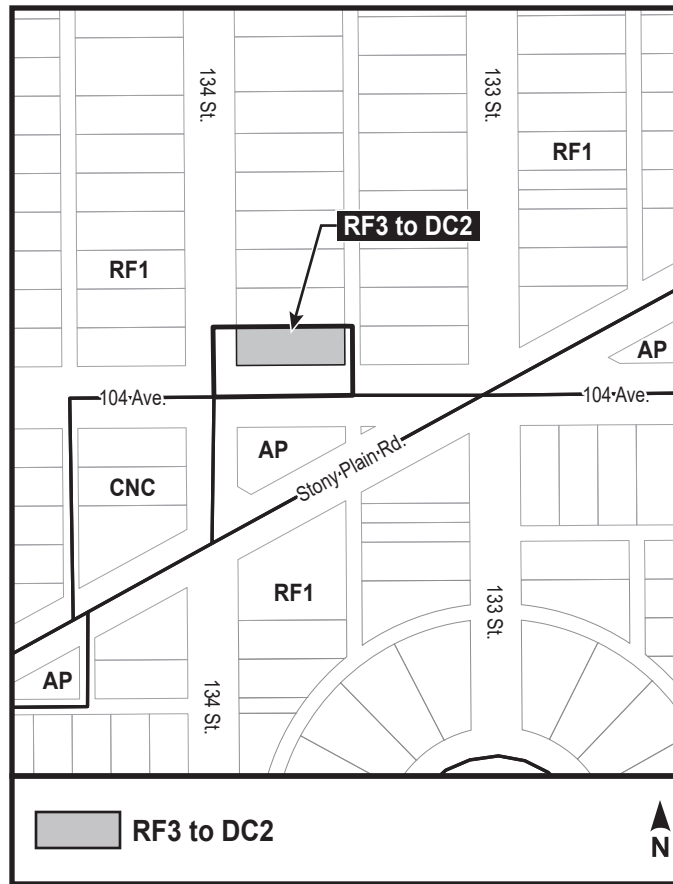 134 St.
133 St.
RF1
RF3 to DC2
RF1
AP
104 Ave.
104 Ave.
AP
Stony Plain Rd.
CNC
RF1
133 St.
AP
134 St.
RF3 to DC2
N